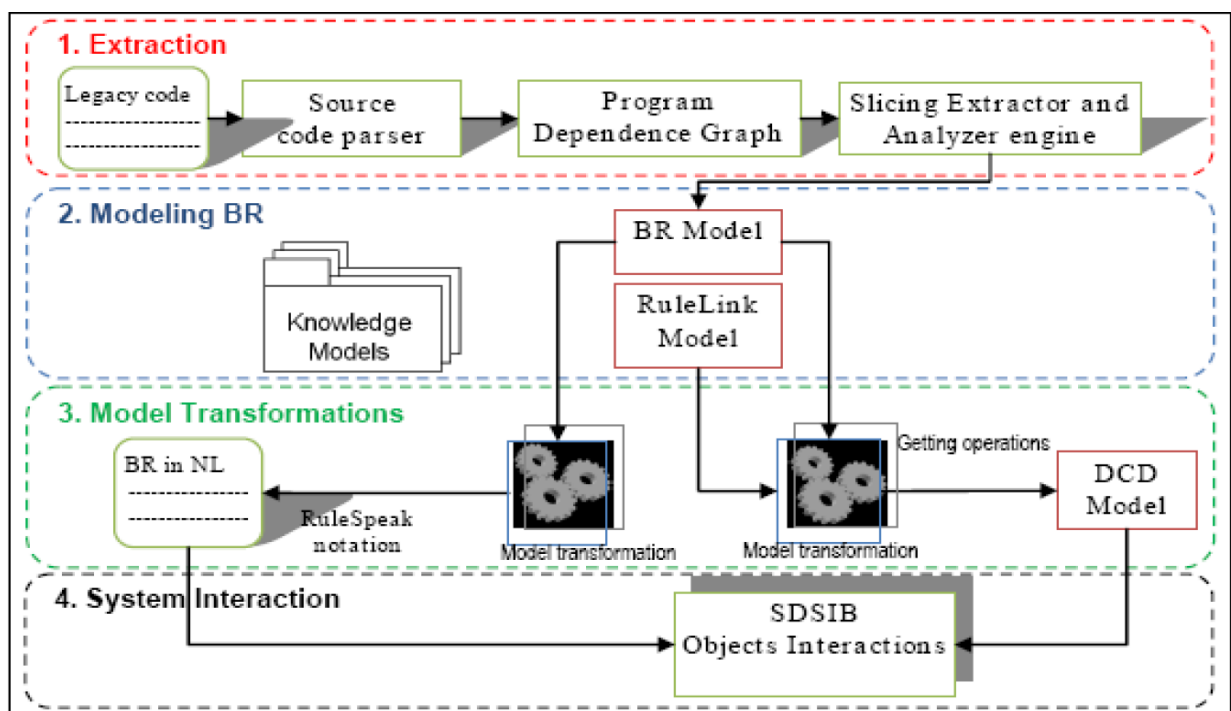 1. Extraction
Legacy code
Source
code parser
Program
Dependence Graph
Slicing Extractor and
Analyzer engine
2. Modeling BR
BR Model
RuleLink
Model
Knowledge
Models
3. Model Transformations
BR in NL
RuleSpeak
notation
Model transformation
Getting operations
Model transformation
DCD
Model
4. System Interaction
SDSIB
Objects Interactions